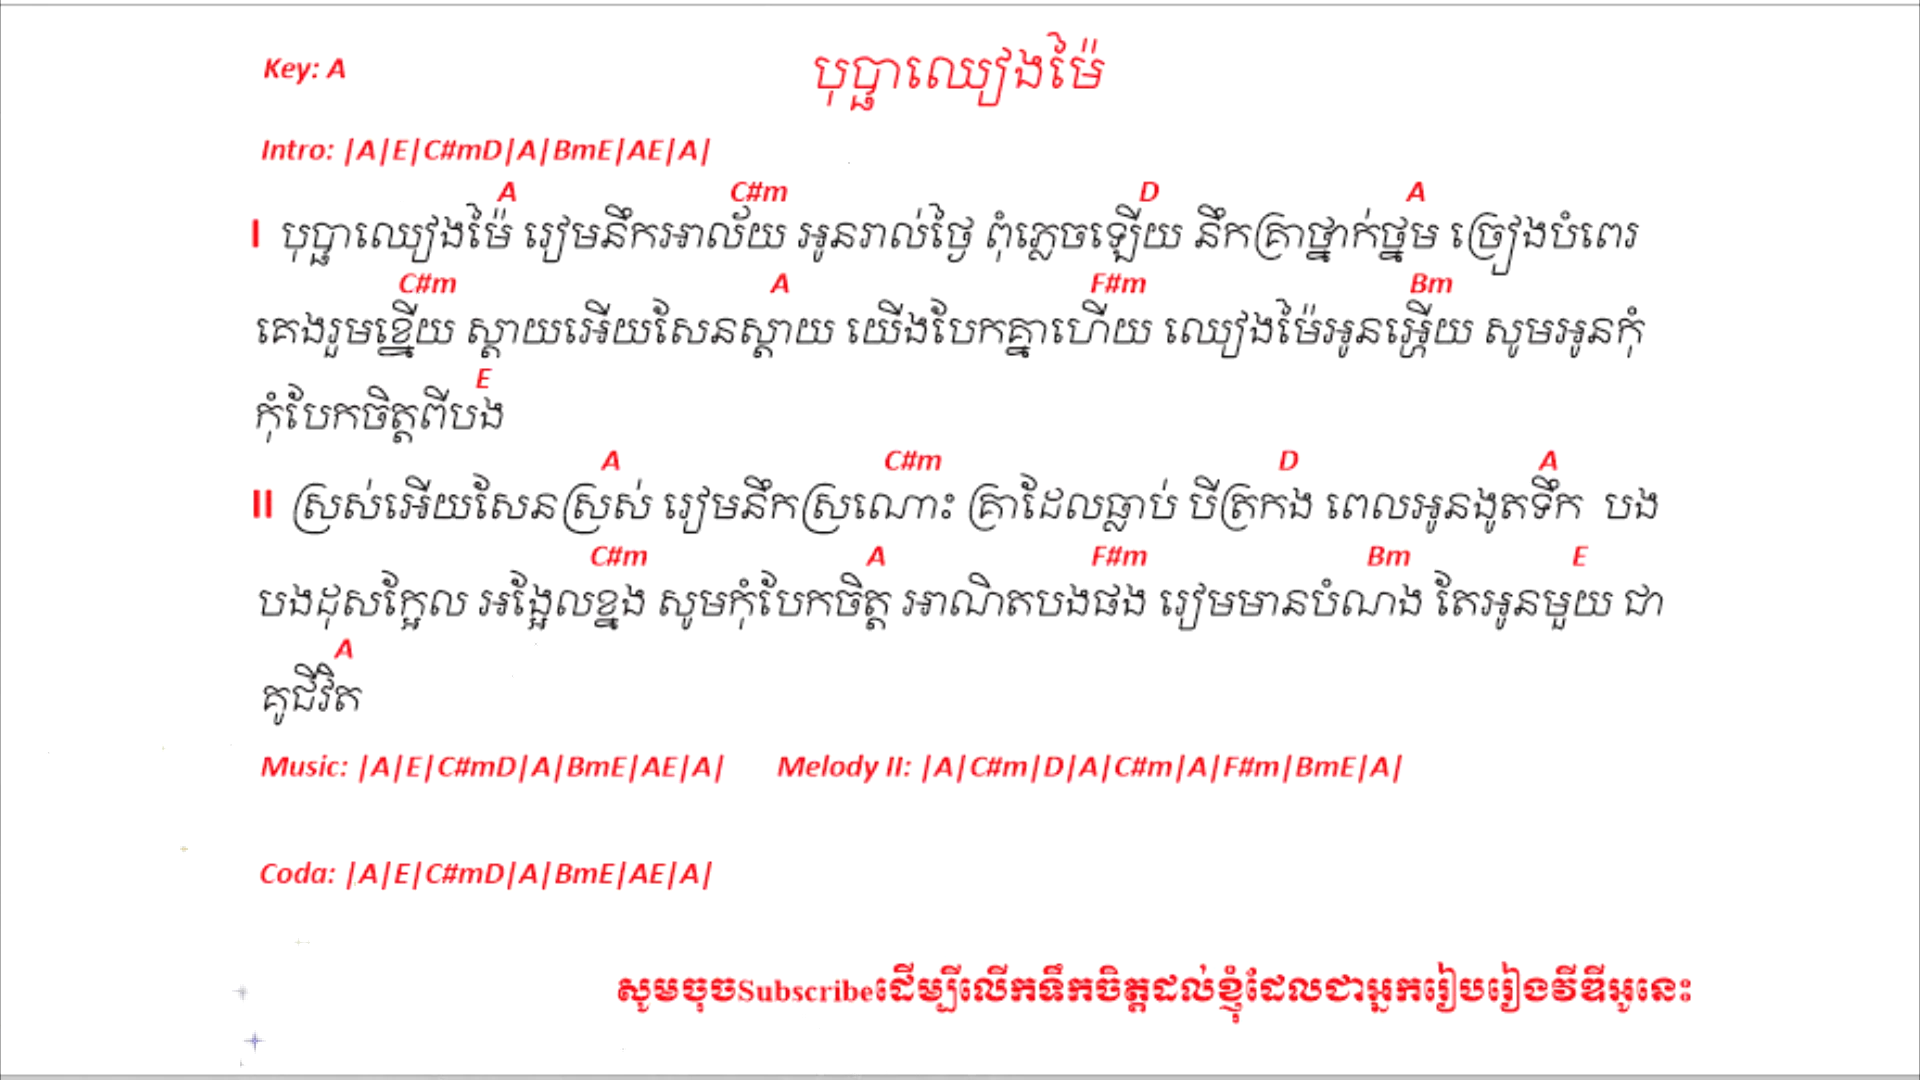 Key: A
បុប្ផាឈៀងម៉ៃ
Intro: |A|E|C#mD|A|BmE|AE|A|
A C#m D A
I បុប្ផាឈៀងម៉ៃ រៀមនឹកអាល័យ អូនរាល់ថ្ងៃ ពុំភ្លេចឡើយ នឹកគ្រាថ្នាក់ថ្នម ច្រៀងបំពេរ
C#m A F#m Bm
គេងរួមខ្នើយ ស្តាយអើយសែនស្តាយ យើងបែកគ្នាហើយ ឈៀងម៉ៃអូនអ្ហើយ សូមអូនកុំ
E
កុំបែកចិត្តពីបង
A C#m D A
II ស្រស់អើយសែនស្រស់ រៀមនឹកស្រណោះ គ្រាដែលធ្លាប់ បីត្រកង ពេលអូនងូតទឹក បង
C#m A F#m Bm E
បងដុសក្អែល អង្អែលខ្នង សូមកុំបែកចិត្ត អាណិតបងផង រៀមមានបំណង តែអូនមួយ ជា
A
គូជីវិត
Music: |A|E|C#mD|A|BmE|AE|A| Melody II: |A|C#m|D|A|C#m|A|F#m|BmE|A|
Coda: |A|E|C#mD|A|BmE|AE|A|
សូមចុចSubscribeដើម្បីលើកទឹកចិត្តដល់ខ្ញុំដែលជាអ្នករៀបរៀងវីឌីអូនេះ